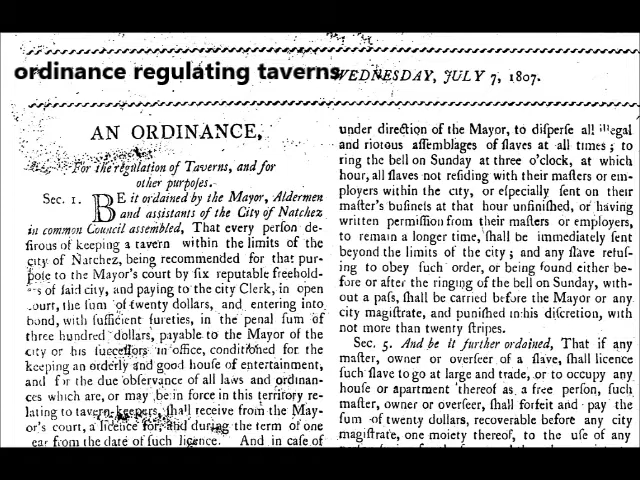 ordinance regulating taverns
WEDNESDAY, JULY 7, 1807.
AN ORDINANCE,
For the regulation of Taverns, and for
other purpoſes.
Sec. 1. BE it ordained by the Mayor, Aldermen
and assistants of the City of Natchez
in common Council aſſembled, That every perſon de-
ſirous of keeping a tavern within the limits of the
city of Natchez, being recommended for that pur-
poſe to the Mayor's court by ſix reputable freehold-
of ſaid city, and paying to the city Clerk, in open
court, the ſum of twenty dollars, and entering into
bond, with ſufficient ſureties, in the penal ſum of
three hundred dollars, payable to the Mayor of the
city or his ſucceſſors in office, conditioned for the
keeping an orderly and good houſe of entertainment,
and for the due obſervance of all laws and ordinan-
ces which are, or may be in force in this territory re-
lating to tavern-keepers, ſhall receive from the May-
or's court, a licence for, and during the term of one
year from the date of ſuch licence. And in caſe of
under direction of the Mayor, to diſperſe all illegal
and riotous aſſemblages of ſlaves at all times; to
ring the bell on Sunday at three o'clock, at which
hour, all ſlaves not reſiding with their maſters or em-
ployers within the city, or eſpecially ſent on their
maſter's buſineſs at that hour unfiniſhed, or having
written permiſſion from their maſters or employers,
to remain a longer time, ſhall be immediately ſent
beyond the limits of the city; and any ſlave refuſ-
ing to obey ſuch order, or being found either be-
fore or after the ringing of the bell on Sunday, with-
out a paſs, ſhall be carried before the Mayor or any
city magiſtrate, and puniſhed in his diſcretion, with
not more than twenty ſtripes.
Sec. 5. And be it further ordained, That if any
maſter, owner or overſeer of a ſlave, ſhall licence
ſuch ſlave to go at large and trade, or to occupy any
houſe or apartment thereof as a free perſon, ſuch
maſter, owner or overſeer, ſhall forfeit and pay the
ſum of twenty dollars, recoverable before any city
magiſtrate, one moiety thereof, to the uſe of any